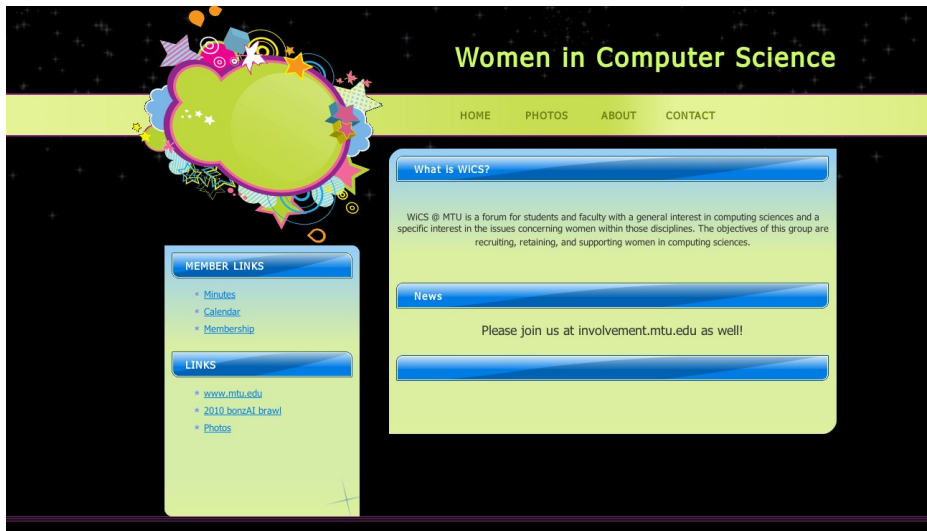 Women in Computer Science
HOME PHOTOS ABOUT CONTACT
What is WiCS?
WiCS @ MTU is a forum for students and faculty with a general interest in computing sciences and a
specific interest in the issues concerning women within those disciplines. The objectives of this group are
recruiting, retaining, and supporting women in computing sciences.
News
Please join us at involvement.mtu.edu as well!
MEMBER LINKS
Minutes
Calendar
Membership
LINKS
www.mtu.edu
2010 bonzAI brawl
Photos